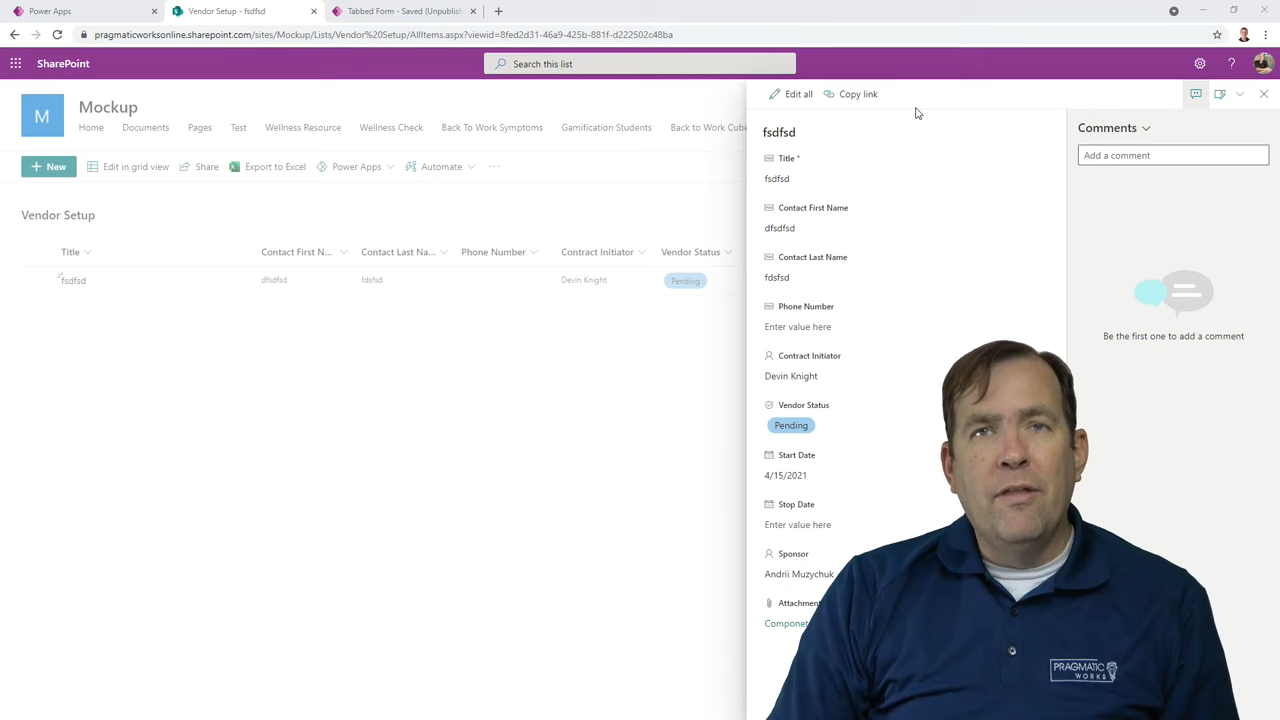 Power Apps
Vendor Setup - fsdfsd
Tabbed Form - Saved (Unpublish
pragmaticworksonline.sharepoint.com/sites/Mockup/Lists/Vendor%20Setup/AllItems.aspx?viewid=8fed2d31-46a9-425b-881f-d222502c48ba
SharePoint
Search this list
M
Mockup
Home Documents Pages Test Wellness Resource Wellness Check Back To Work Symptoms Gamification Students Back to Work Cube
+ New Edit in grid view Share Export to Excel Power Apps Automate ...
Vendor Setup
Title Contact First N... Contact Last Na... Phone Number Contract Initiator Vendor Status
fsdfsd dfsdfsd fdsfsd Devin Knight Pending
Edit all Copy link
fsdfsd
Title *
fsdfsd
Contact First Name
dfsdfsd
Contact Last Name
fdsfsd
Phone Number
Enter value here
Contract Initiator
Devin Knight
Vendor Status
Pending
Start Date
4/15/2021
Stop Date
Enter value here
Sponsor
Andrii Muzychuk
Attachment
Componet
Comments
Add a comment
Be the first one to add a comment
PRAGMATIC
WORKS